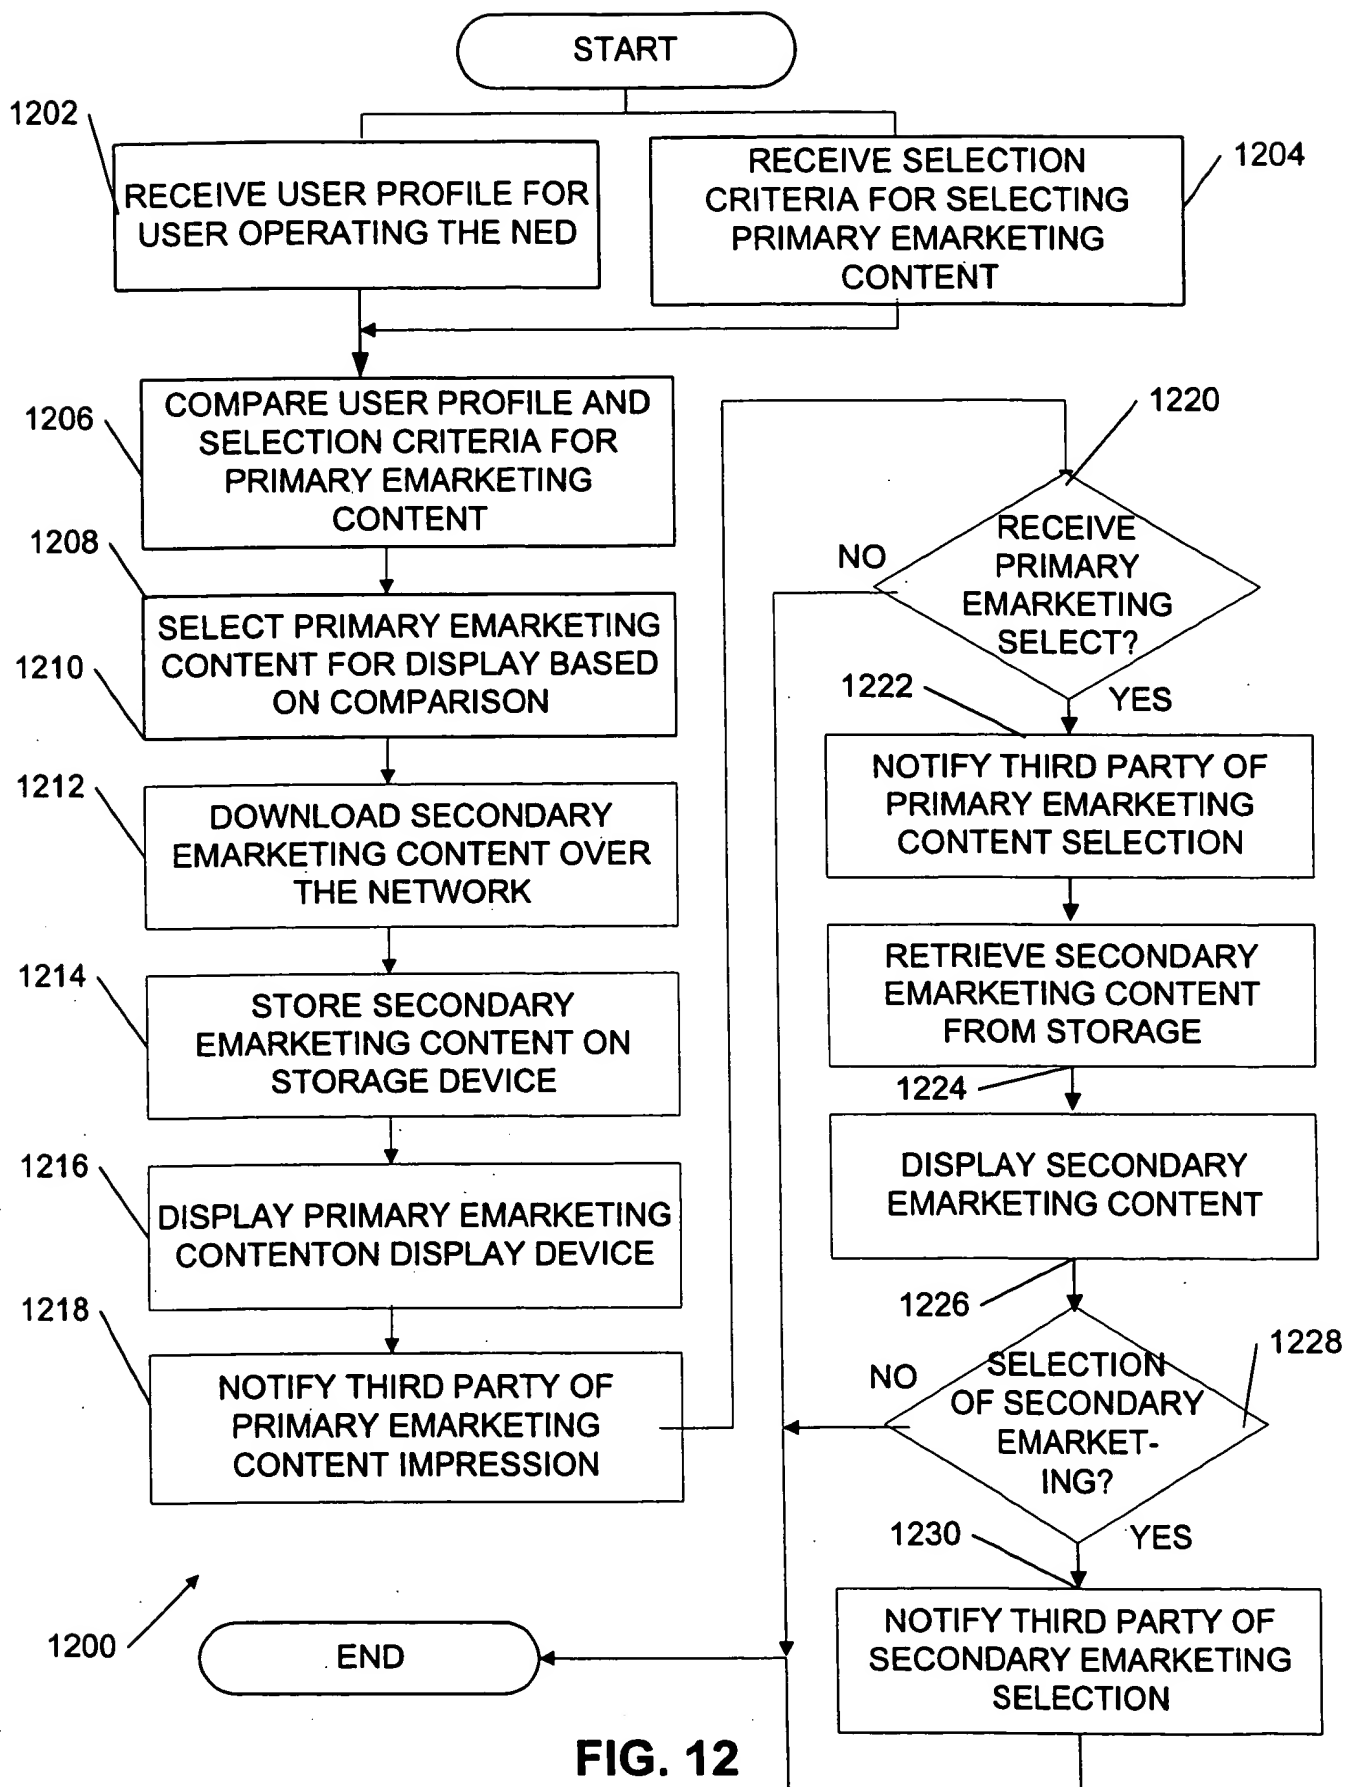 START
1202
RECEIVE USER PROFILE FOR
USER OPERATING THE NED
RECEIVE SELECTION
CRITERIA FOR SELECTING
PRIMARY EMARKETING
CONTENT
1204
1206
COMPARE USER PROFILE AND
SELECTION CRITERIA FOR
PRIMARY EMARKETING
CONTENT
1208
SELECT PRIMARY EMARKETING
CONTENT FOR DISPLAY BASED
ON COMPARISON
1210
1212
DOWNLOAD SECONDARY
EMARKETING CONTENT OVER
THE NETWORK
1214
STORE SECONDARY
EMARKETING CONTENT ON
STORAGE DEVICE
1216
DISPLAY PRIMARY EMARKETING
CONTENTON DISPLAY DEVICE
1218
NOTIFY THIRD PARTY OF
PRIMARY EMARKETING
CONTENT IMPRESSION
1220
RECEIVE
PRIMARY
EMARKETING
SELECT?
NO
YES
1222
NOTIFY THIRD PARTY OF
PRIMARY EMARKETING
CONTENT SELECTION
RETRIEVE SECONDARY
EMARKETING CONTENT
FROM STORAGE
1224
DISPLAY SECONDARY
EMARKETING CONTENT
1226
1228
SELECTION
OF SECONDARY
EMARKET-
ING?
NO
YES
1230
NOTIFY THIRD PARTY OF
SECONDARY EMARKETING
SELECTION
1200
END
FIG. 12